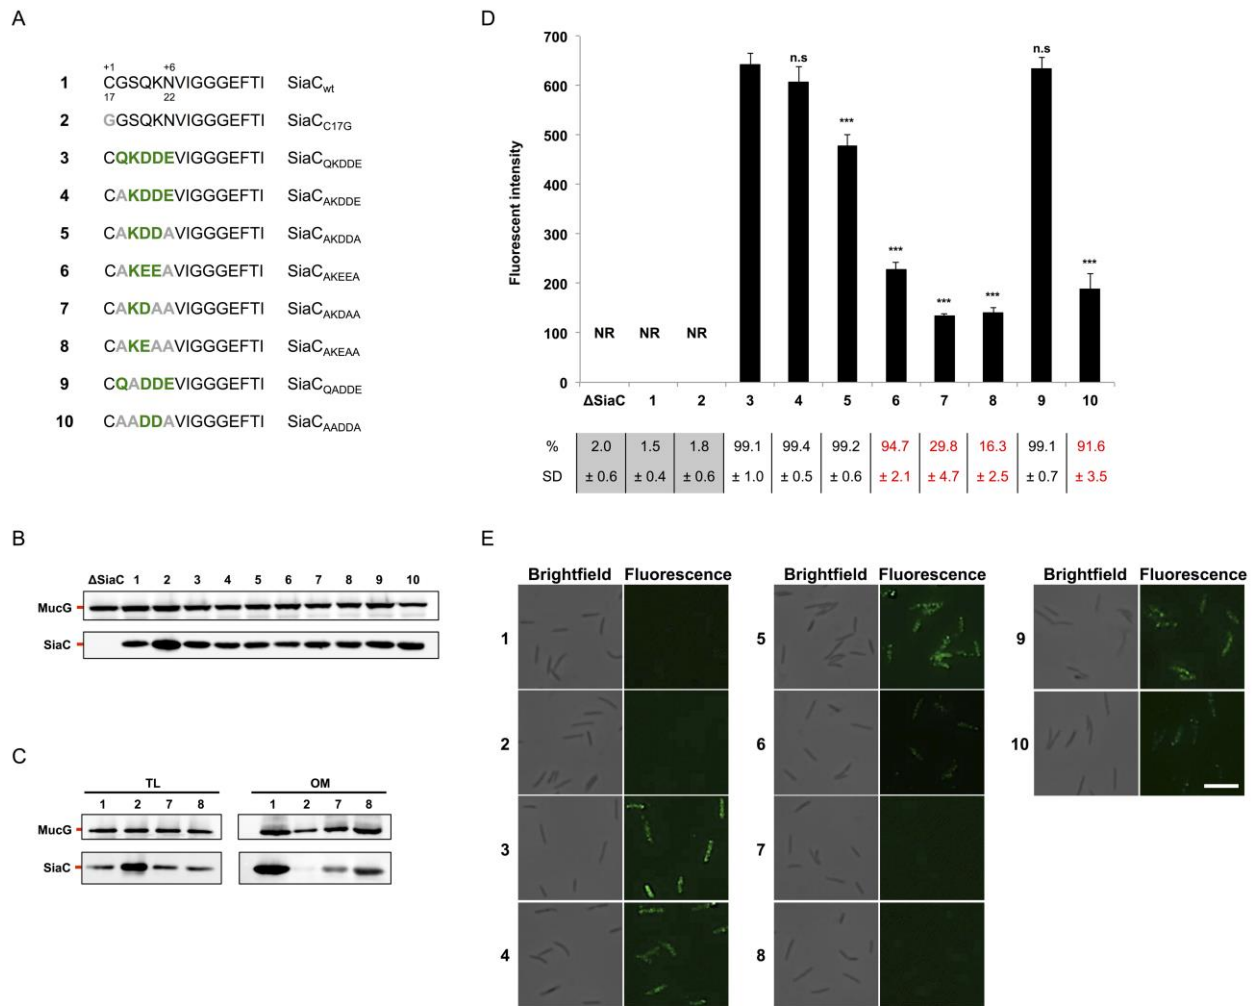 A
+1 +6
1 CGSQKNVIGGGEFTI SiaCwt
17 22
2 GGSQKNVIGGGEFTI SiaCC17G
3 CQKDDEVIGGGEFTI SiaCQKDDE
4 CAKDDEVIGGGEFTI SiaCAKDDE
5 CAKDDAVIGGGEFTI SiaCAKDDA
6 CAKEEAVIGGGEFTI SiaCAKEEA
7 CAKDAAVIGGGEFTI SiaCAKDAA
8 CAKEAAVIGGGEFTI SiaCAKEAA
9 CQADDEVIGGGEFTI SiaCQADDE
10 CAADDAVIGGGEFTI SiaCAADDA
D
Fluorescent intensity
700
600
500
400
300
200
100
0
NR NR NR n.s *** *** *** *** n.s ***
ΔSiaC 1 2 3 4 5 6 7 8 9 10
% 2.0 1.5 1.8 99.1 99.4 99.2 94.7 29.8 16.3 99.1 91.6
SD ± 0.6 ± 0.4 ± 0.6 ± 1.0 ± 0.5 ± 0.6 ± 2.1 ± 4.7 ± 2.5 ± 0.7 ± 3.5
B
ΔSiaC 1 2 3 4 5 6 7 8 9 10
MucG
SiaC
C
TL OM
1 2 7 8 1 2 7 8
MucG
SiaC
E
Brightfield Fluorescence
1
2
3
4
Brightfield Fluorescence
5
6
7
8
Brightfield Fluorescence
9
10